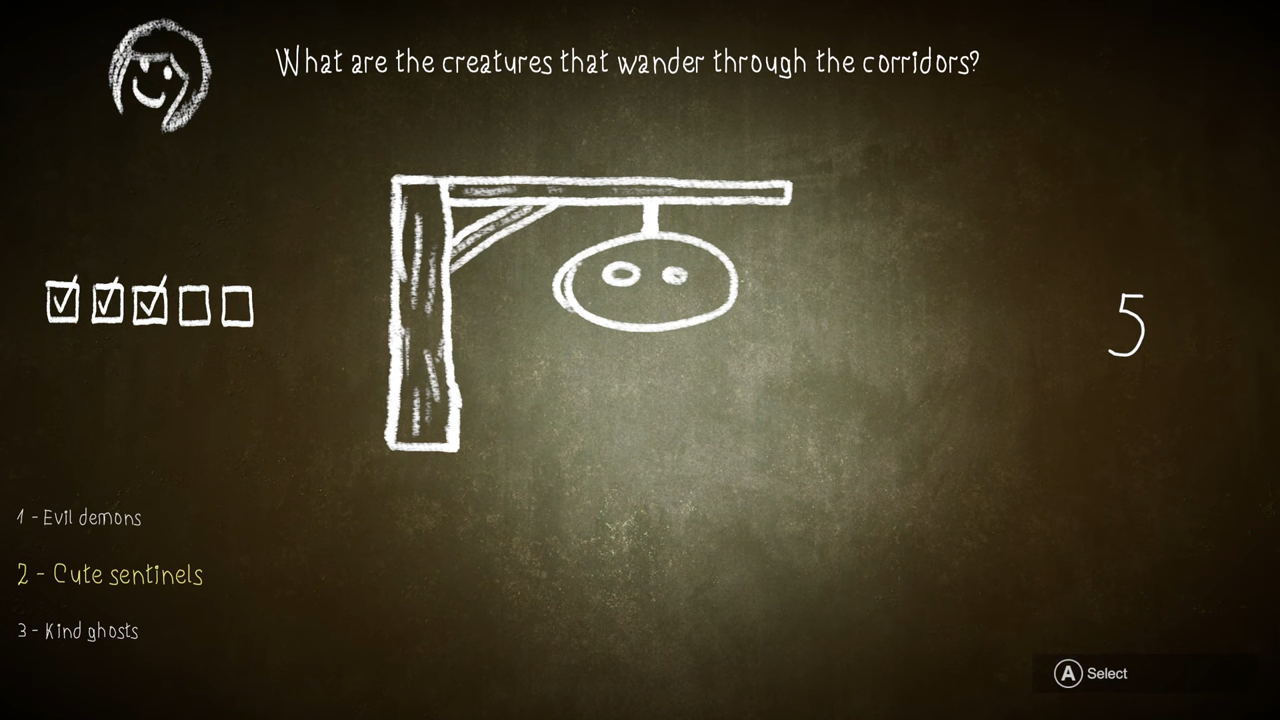 What are the creatures that wander through the corridors?
5
1 - Evil demons
2 - Cute sentinels
3 - Kind ghosts
A Select